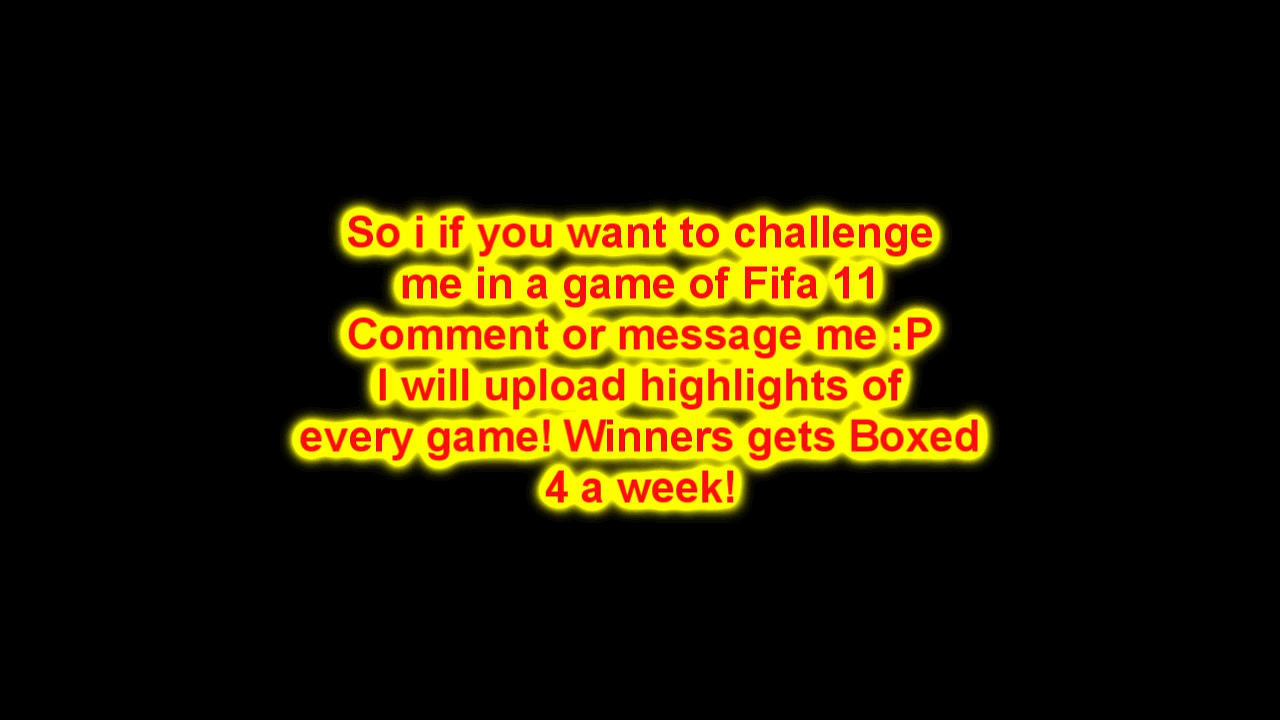 So i if you want to challenge
me in a game of Fifa 11
Comment or message me :P
I will upload highlights of
every game! Winners gets Boxed
4 a week!